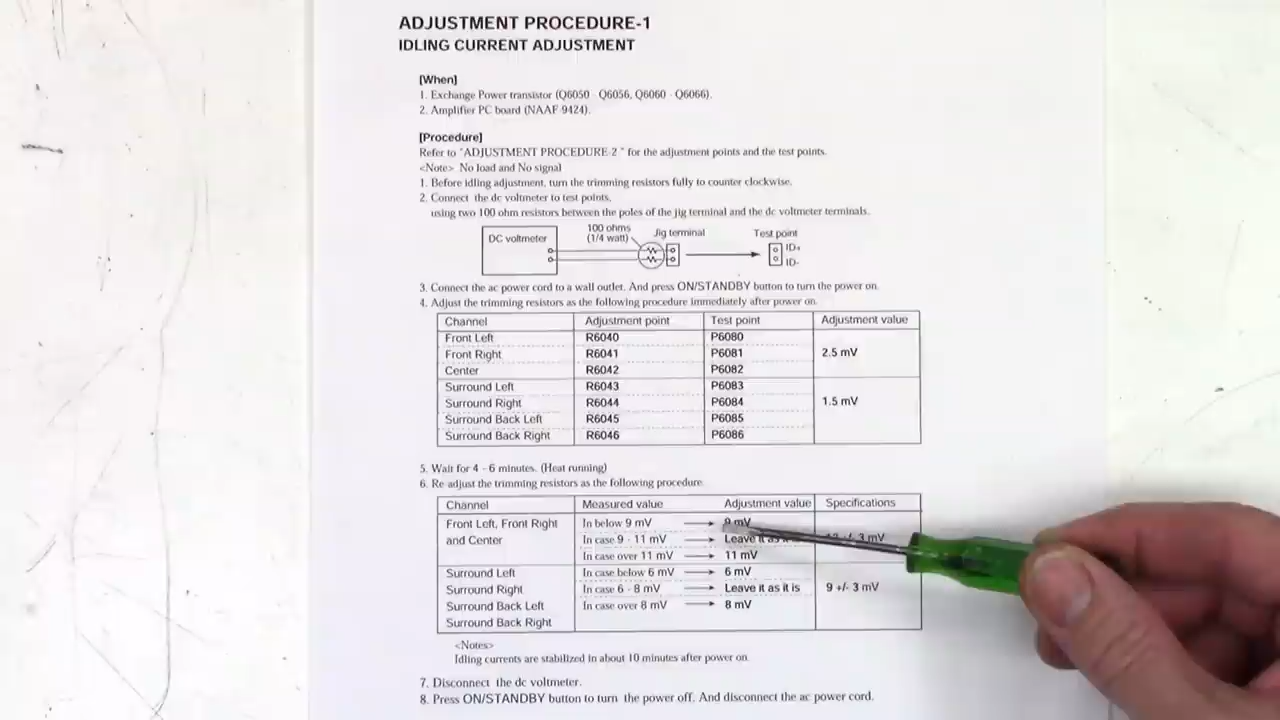 ADJUSTMENT PROCEDURE-1
IDLING CURRENT ADJUSTMENT
[When]
1. Exchange Power transistor (Q6050 - Q6056, Q6060 - Q6066).
2. Amplifier PC board (NAAF-9424).
[Procedure]
Refer to "ADJUSTMENT PROCEDURE-2 " for the adjustment points and the test points.
<Note> No load and No signal
1. Before idling adjustment, turn the trimming resistors fully to counter clockwise.
2. Connect the dc voltmeter to test points,
using two 100 ohm resistors between the poles of the jig terminal and the dc voltmeter terminals.
DC voltmeter
100 ohms
(1/4 watt)
Jig terminal
Test point
ID+
ID-
3. Connect the ac power cord to a wall outlet. And press ON/STANDBY button to turn the power on.
4. Adjust the trimming resistors as the following procedure immediately after power on.
Channel Adjustment point Test point Adjustment value
Front Left R6040 P6080
Front Right R6041 P6081 2.5 mV
Center R6042 P6082
Surround Left R6043 P6083
Surround Right R6044 P6084 1.5 mV
Surround Back Left R6045 P6085
Surround Back Right R6046 P6086
5. Wait for 4 - 6 minutes. (Heat running)
6. Re-adjust the trimming resistors as the following procedure.
Channel Measured value Adjustment value Specifications
Front Left, Front Right In below 9 mV 9 mV
and Center In case 9 - 11 mV Leave it as 3 mV
In case over 11 mV 11 mV
Surround Left In case below 6 mV 6 mV
Surround Right In case 6 - 8 mV Leave it as it is 9 +/- 3 mV
Surround Back Left In case over 8 mV 8 mV
Surround Back Right
<Notes>
Idling currents are stabilized in about 10 minutes after power on.
7. Disconnect the dc voltmeter.
8. Press ON/STANDBY button to turn the power off. And disconnect the ac power cord.